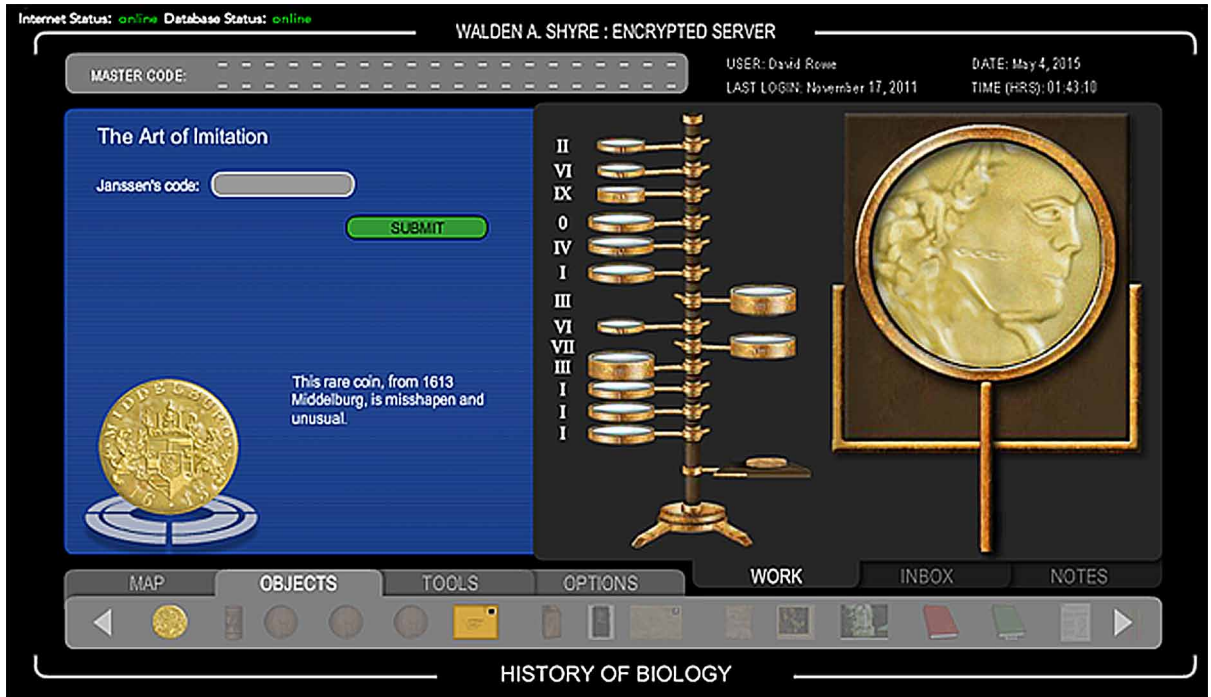 Internet Status: online Database Status: online
WALDEN A. SHYRE : ENCRYPTED SERVER
MASTER CODE:
USER: David Rowe
DATE: May 4, 2015
LAST LOGIN: November 17, 2011
TIME (HRS): 01:43:10
The Art of Imitation
Janssen's code:
SUBMIT
This rare coin, from 1613
Middelburg, is misshapen and
unusual.
MIDDELBURGO
1613
II
VI
IX
0
IV
I
III
VI
VII
III
I
I
I
MAP
OBJECTS
TOOLS
OPTIONS
WORK
INBOX
NOTES
HISTORY OF BIOLOGY